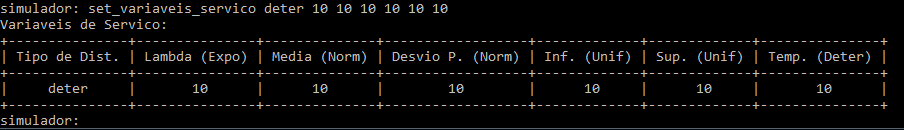 simulador: set_variaveis_servico deter 10 10 10 10 10 10
Variaveis de Servico:
+---------------+---------------+--------------+------------------+-------------+-------------+---------------+
| Tipo de Dist. | Lambda (Expo) | Media (Norm) | Desvio P. (Norm) | Inf. (Unif) | Sup. (Unif) | Temp. (Deter) |
+---------------+---------------+--------------+------------------+-------------+-------------+---------------+
| deter | 10 | 10 | 10 | 10 | 10 | 10 |
+---------------+---------------+--------------+------------------+-------------+-------------+---------------+
simulador: